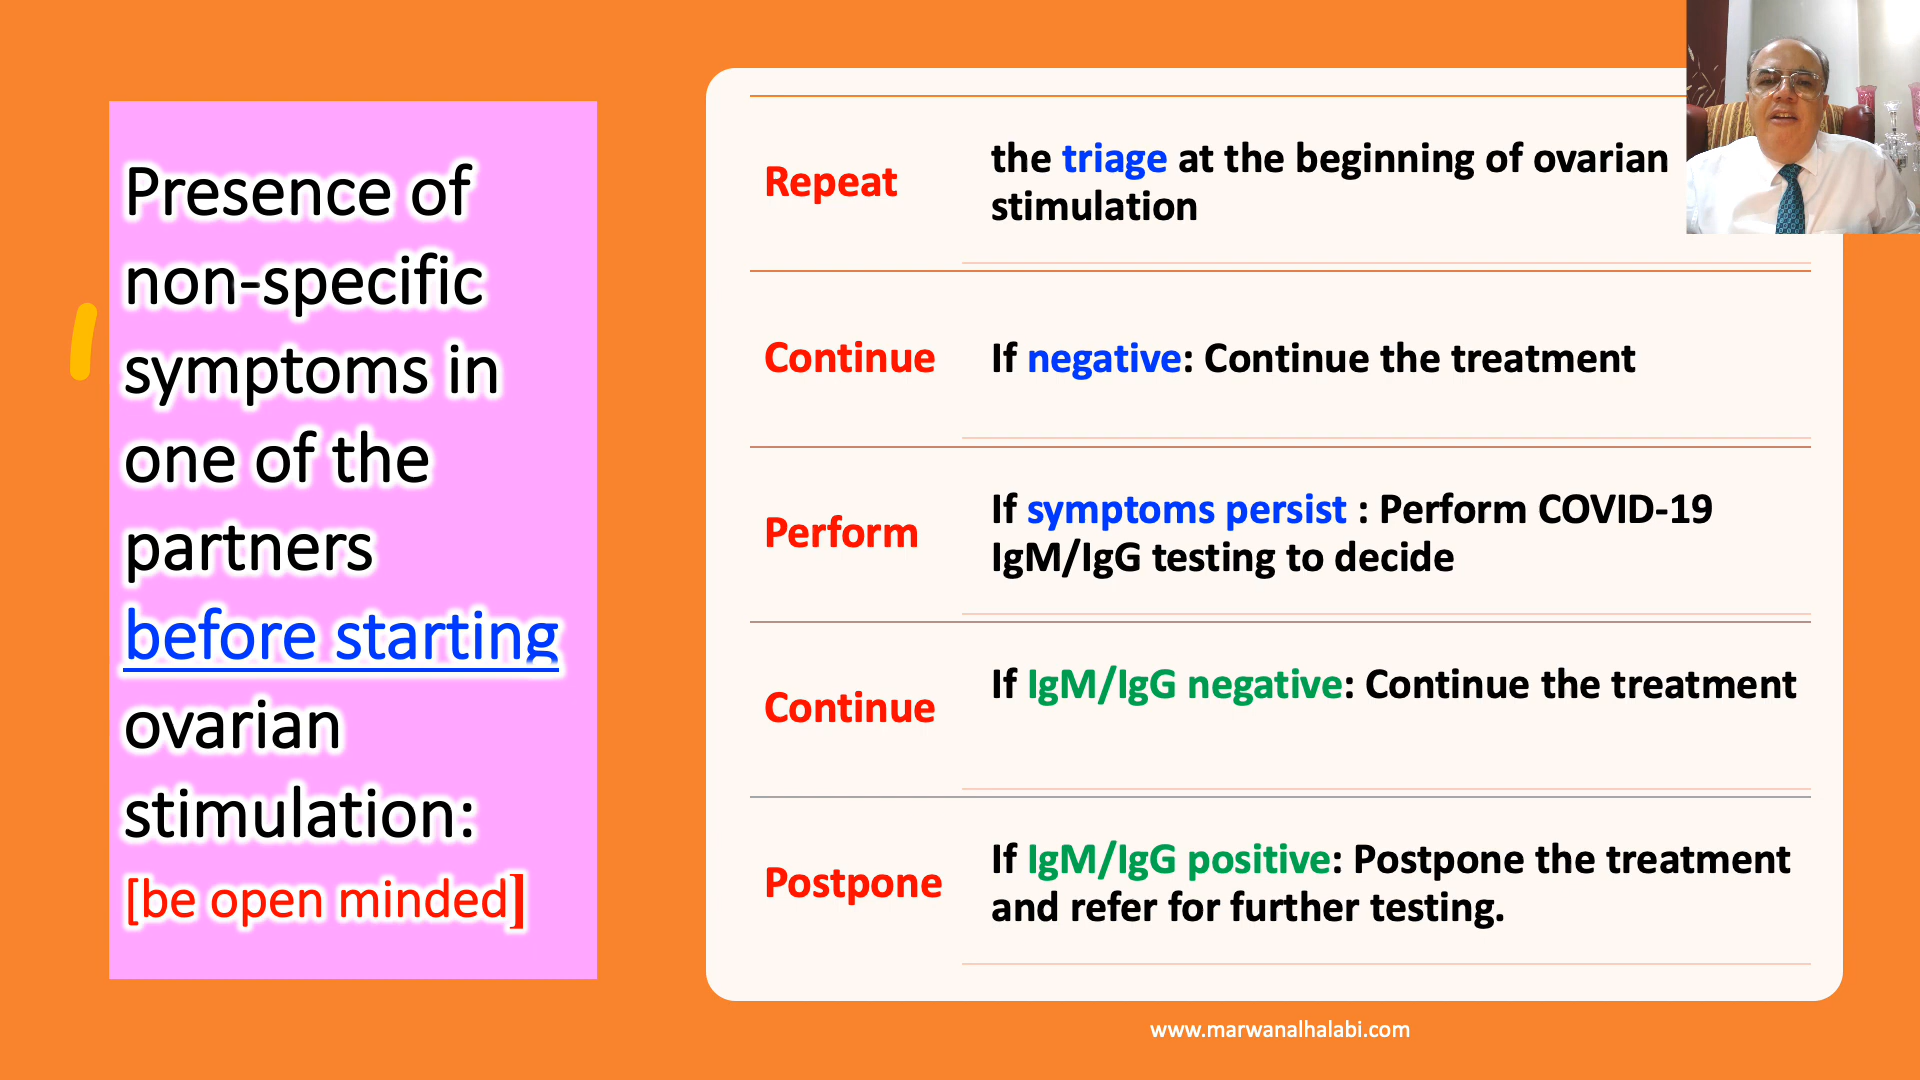 Presence of
non-specific
symptoms in
one of the
partners
before starting
ovarian
stimulation:
[be open minded]
Repeat
the triage at the beginning of ovarian
stimulation
Continue
If negative: Continue the treatment
Perform
If symptoms persist : Perform COVID-19
IgM/IgG testing to decide
Continue
If IgM/IgG negative: Continue the treatment
Postpone
If IgM/IgG positive: Postpone the treatment
and refer for further testing.
www.marwanalhalabi.com